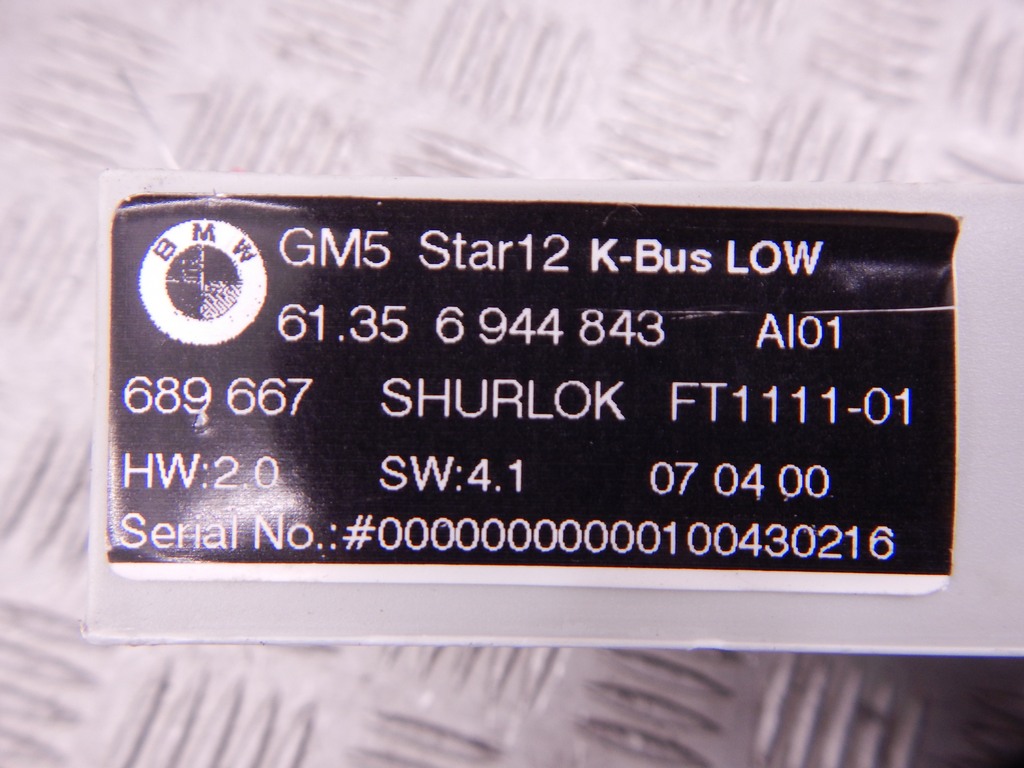 BMW
GM5 Star12 K-Bus LOW
61.35 6 944 843 AI01
689 667 SHURLOK FT1111-01
HW:2.0 SW:4.1 07 04 00
Serial No.:#00000000000100430216